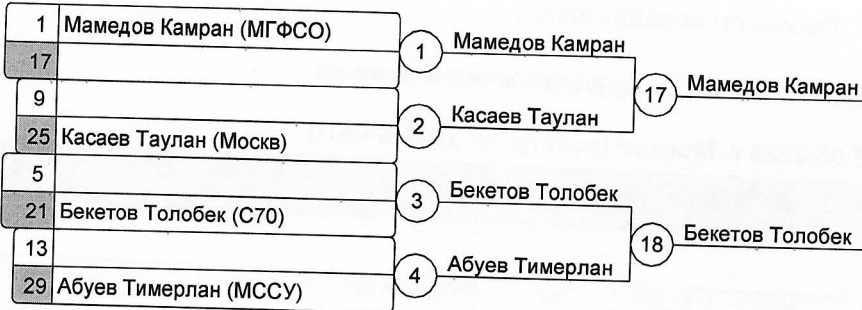 1 Мамедов Камран (МГФСО)
17
9
25 Касаев Таулан (Москв)
5
21 Бекетов Толобек (С70)
13
29 Абуев Тимерлан (МССУ)
1 Мамедов Камран
2 Касаев Таулан
3 Бекетов Толобек
4 Абуев Тимерлан
17 Мамедов Камран
18 Бекетов Толобек